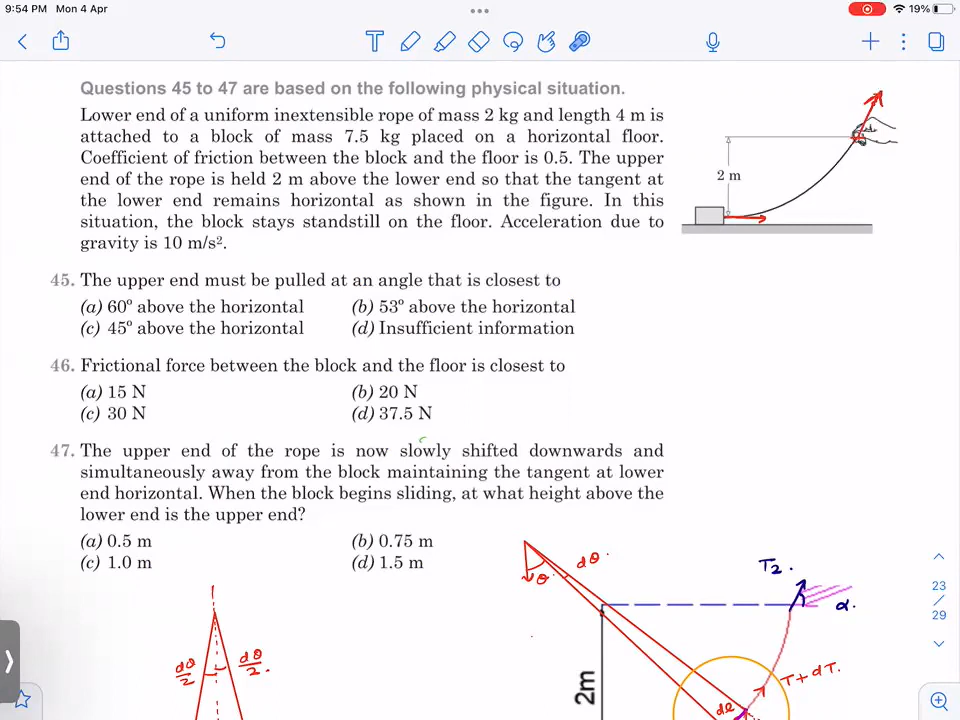 9:54 PM Mon 4 Apr
19%
Questions 45 to 47 are based on the following physical situation.
Lower end of a uniform inextensible rope of mass 2 kg and length 4 m is
attached to a block of mass 7.5 kg placed on a horizontal floor.
Coefficient of friction between the block and the floor is 0.5. The upper
end of the rope is held 2 m above the lower end so that the tangent at
the lower end remains horizontal as shown in the figure. In this
situation, the block stays standstill on the floor. Acceleration due to
gravity is 10 m/s².
2 m
45. The upper end must be pulled at an angle that is closest to
(a) 60º above the horizontal (b) 53º above the horizontal
(c) 45º above the horizontal (d) Insufficient information
46. Frictional force between the block and the floor is closest to
(a) 15 N (b) 20 N
(c) 30 N (d) 37.5 N
47. The upper end of the rope is now slowly shifted downwards and
simultaneously away from the block maintaining the tangent at lower
end horizontal. When the block begins sliding, at what height above the
lower end is the upper end?
(a) 0.5 m (b) 0.75 m
(c) 1.0 m (d) 1.5 m
dθ
θ
T2
α
dθ/2 dθ/2
T+dT
2m
dl
23
/
29